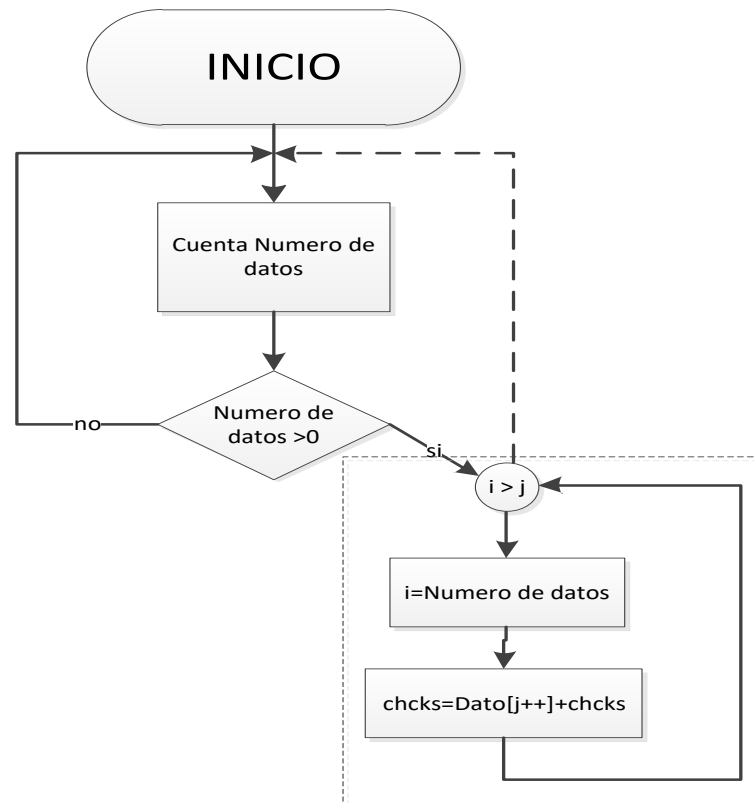 INICIO
Cuenta Numero de
datos
Numero de
datos >0
no
si
i > j
i=Numero de datos
chcks=Dato[j++]+chcks